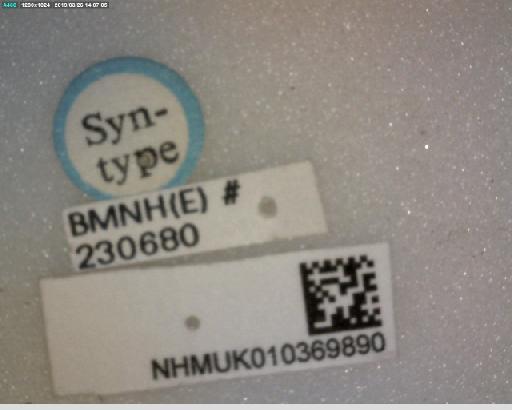 Syn-
type
BMNH(E) #
230680
NHMUK010369890